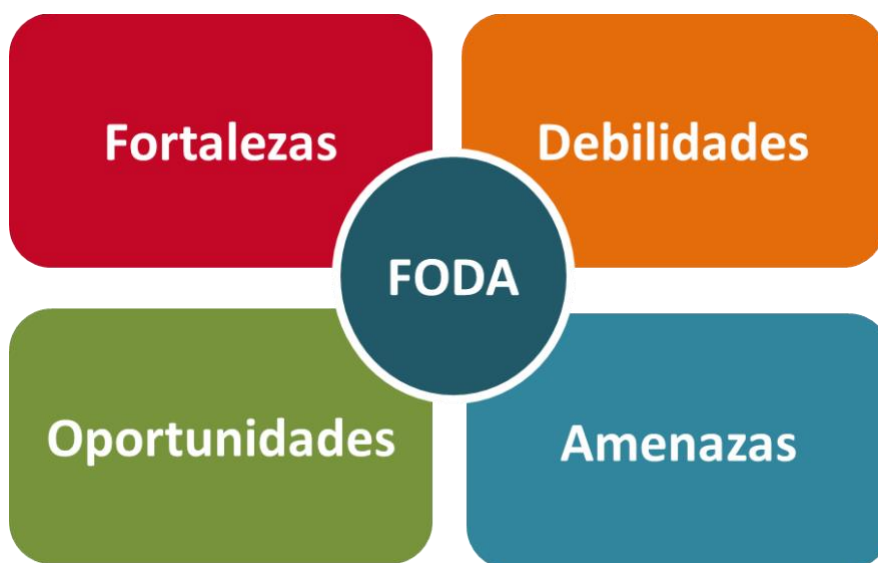 Fortalezas
Debilidades
FODA
Oportunidades
Amenazas